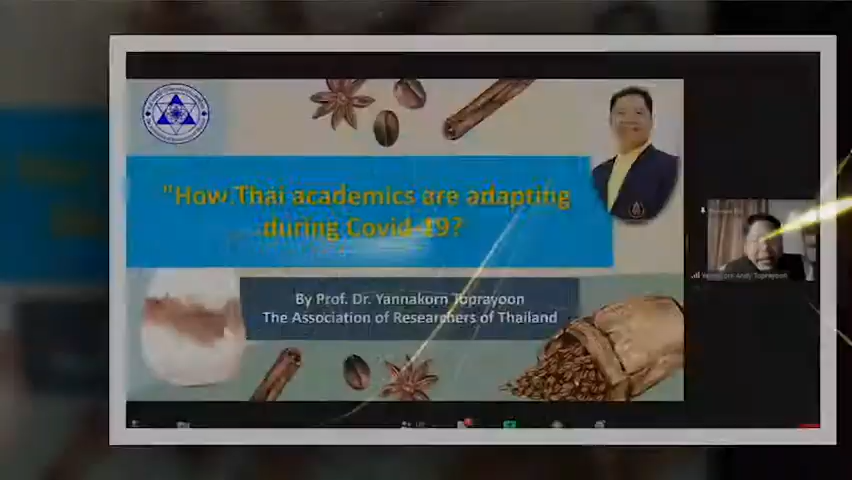 "How Thai academics are adapting
during Covid-19?
By Prof. Dr. Yannakorn Toprayoon
The Association of Researchers of Thailand